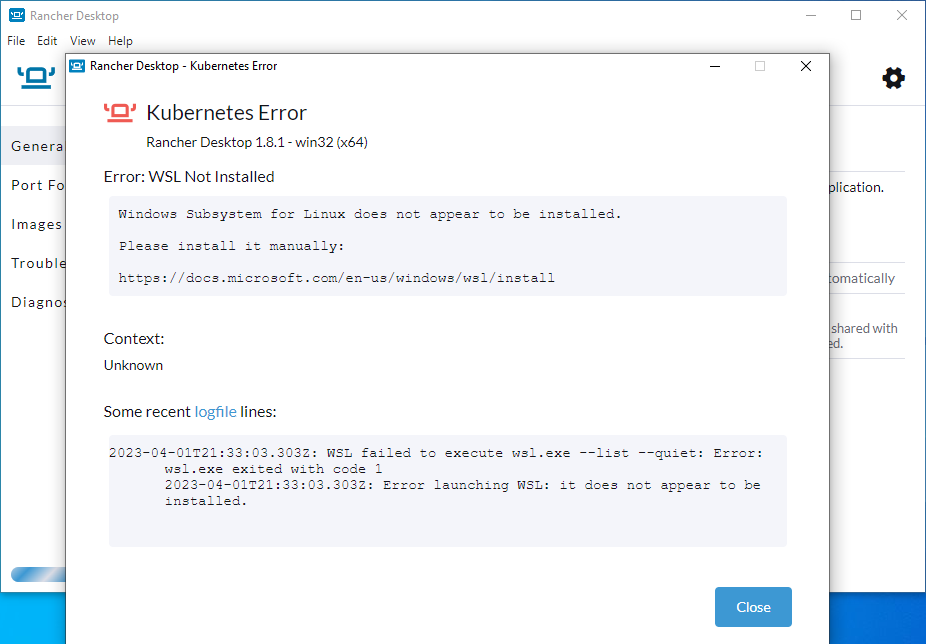 Rancher Desktop
File Edit View Help
Rancher Desktop - Kubernetes Error
Kubernetes Error
Rancher Desktop 1.8.1 - win32 (x64)
Error: WSL Not Installed
Windows Subsystem for Linux does not appear to be installed.
Please install it manually:
https://docs.microsoft.com/en-us/windows/wsl/install
Context:
Unknown
Some recent logfile lines:
2023-04-01T21:33:03.303Z: WSL failed to execute wsl.exe --list --quiet: Error:
wsl.exe exited with code 1
2023-04-01T21:33:03.303Z: Error launching WSL: it does not appear to be
installed.
Close
Genera
Port Fo
Images
Trouble
Diagnos
plication.
tomatically
shared with
ed.